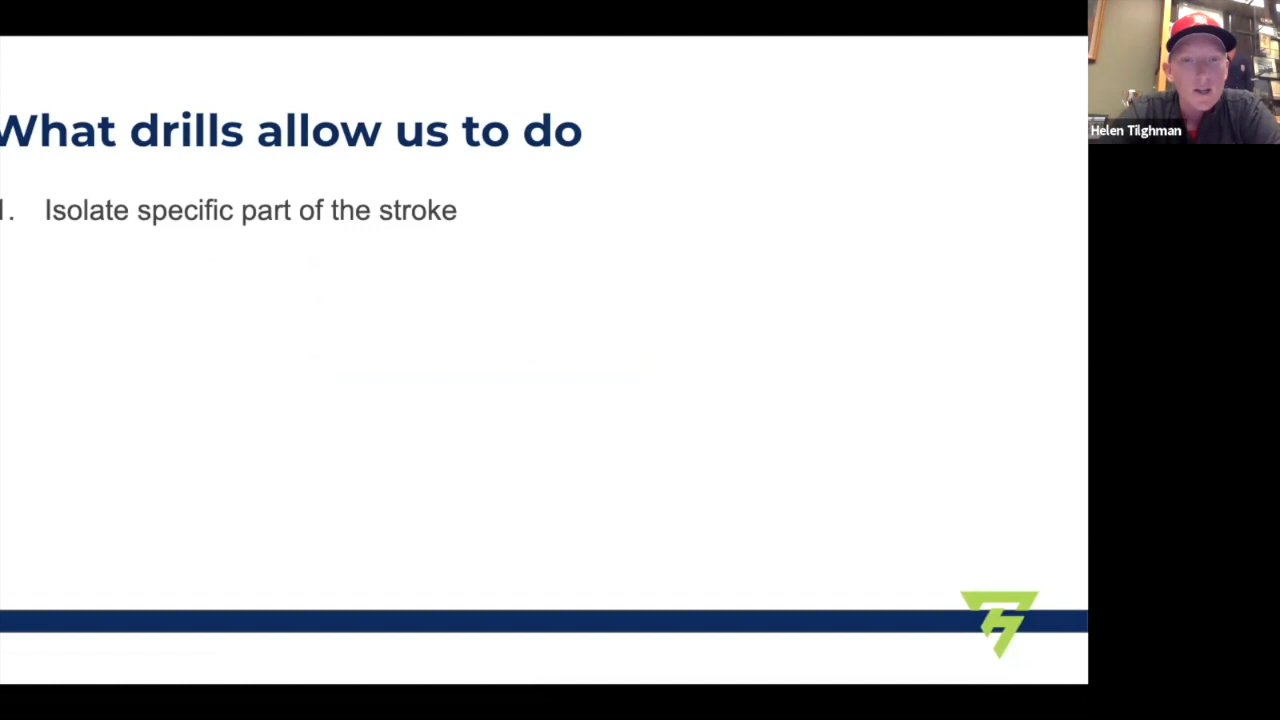 What drills allow us to do
1. Isolate specific part of the stroke
Helen Tilghman